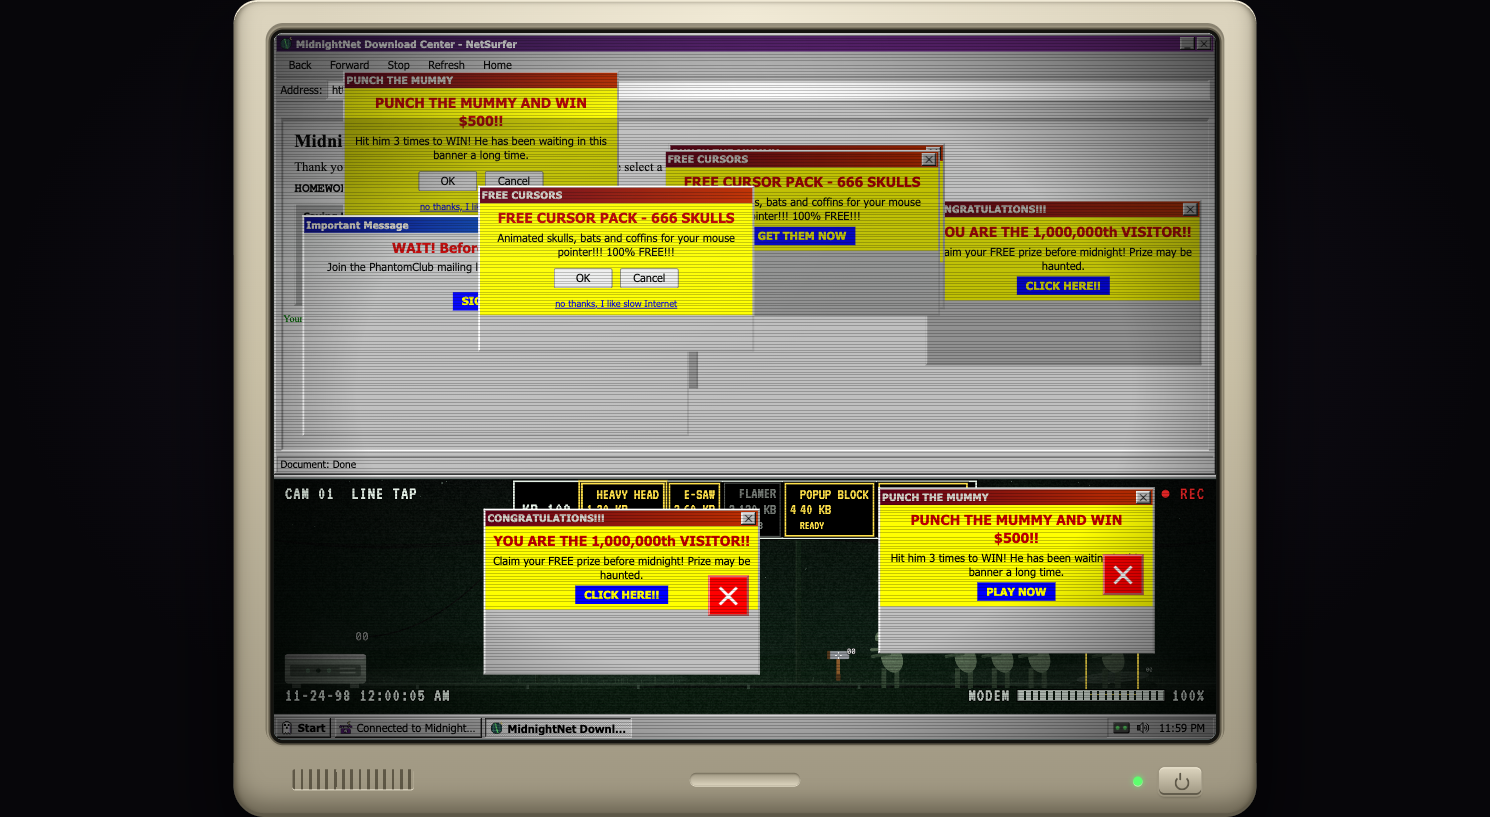 MidnightNet Download Center - NetSurfer
Back Forward Stop Refresh Home
Address: htt
PUNCH THE MUMMY
PUNCH THE MUMMY AND WIN
$500!!
Hit him 3 times to WIN! He has been waiting in this
banner a long time.
OK Cancel
no thanks, I li
Midni
Thank yo
select a
HOMEWO
Your
Important Message
WAIT! Befor
Join the PhantomClub mailing l
SIG
FREE CURSORS
FREE CURSOR PACK - 666 SKULLS
Animated skulls, bats and coffins for your mouse
pointer!!! 100% FREE!!!
OK Cancel
no thanks, I like slow Internet
FREE CURSORS
FREE CURSOR PACK - 666 SKULLS
s, bats and coffins for your mouse
inter!!! 100% FREE!!!
GET THEM NOW
NGRATULATIONS!!!
OU ARE THE 1,000,000th VISITOR!!
aim your FREE prize before midnight! Prize may be
haunted.
CLICK HERE!!
Document: Done
CAM 01 LINE TAP
HEAVY HEAD
E-SAW
FLAMER
POPUP BLOCK
4 40 KB
READY
REC
CONGRATULATIONS!!!
YOU ARE THE 1,000,000th VISITOR!!
Claim your FREE prize before midnight! Prize may be
haunted.
CLICK HERE!!
PUNCH THE MUMMY
PUNCH THE MUMMY AND WIN
$500!!
Hit him 3 times to WIN! He has been waitin
banner a long time.
PLAY NOW
00
00
11-24-98 12:00:05 AM
MODEM 100%
Start
Connected to Midnight...
MidnightNet Downl...
11:59 PM